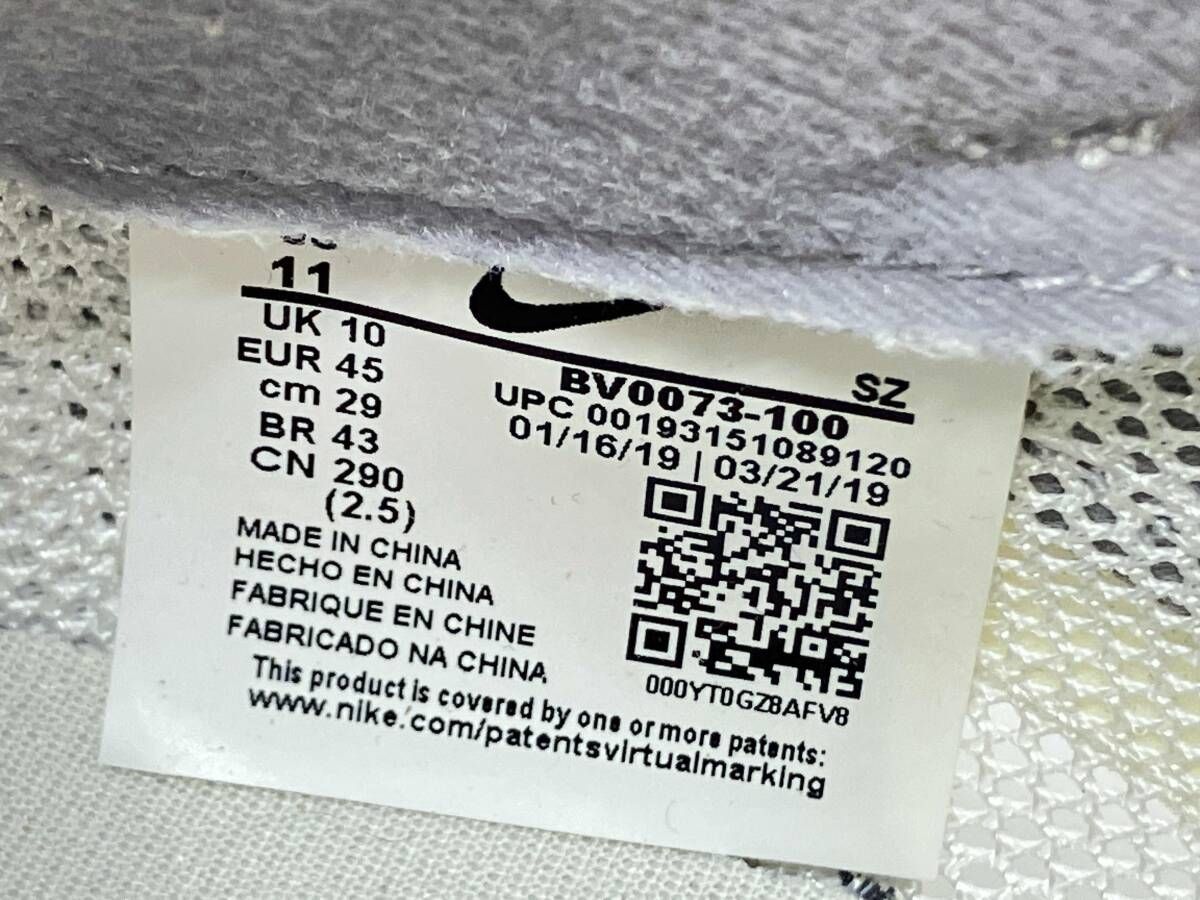 11
UK 10
EUR 45
cm 29
BR 43
CN 290
(2.5)
SZ
BV0073-100
UPC 00193151089120
01/16/19 | 03/21/19
MADE IN CHINA
HECHO EN CHINA
FABRIQUE EN CHINE
FABRICADO NA CHINA
000YT0GZ8AFV8
This product is covered by one or more patents:
www.nike.com/patentsvirtualmarking